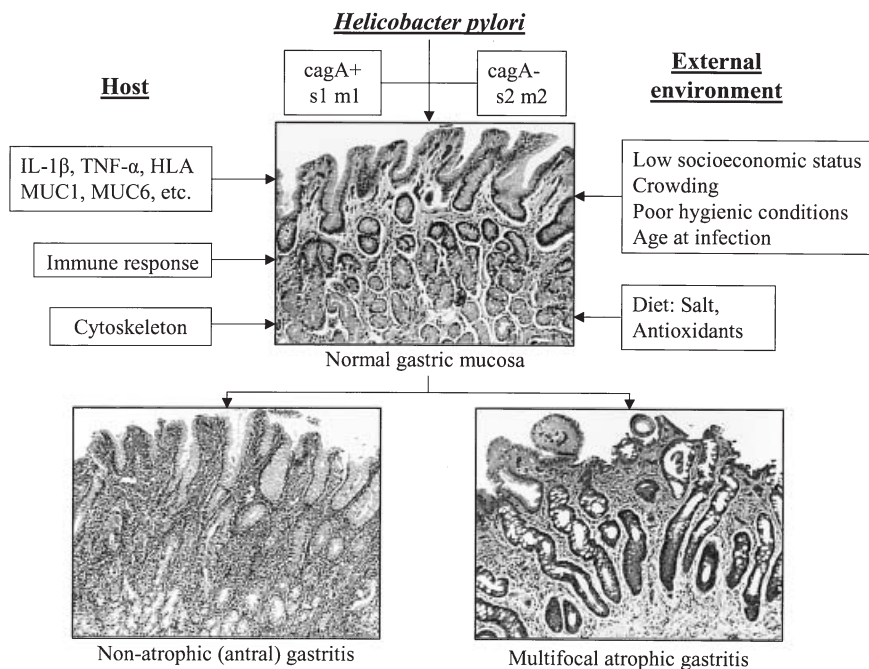 Helicobacter pylori
cagA+
s1 m1
cagA-
s2 m2
Host
External
environment
IL-1β, TNF-α, HLA
MUC1, MUC6, etc.
Immune response
Cytoskeleton
Low socioeconomic status
Crowding
Poor hygienic conditions
Age at infection
Diet: Salt,
Antioxidants
Normal gastric mucosa
Non-atrophic (antral) gastritis
Multifocal atrophic gastritis